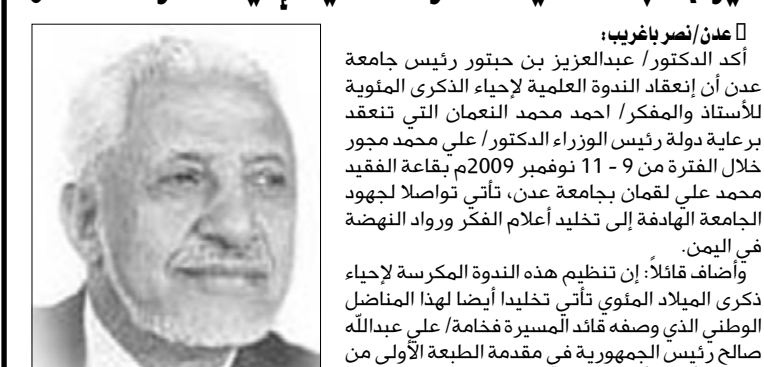 عدن/نصر باغريب:
أكد الدكتور/ عبدالعزيز بن حبتور رئيس جامعة
عدن أن إنعقاد الندوة العلمية لإحياء الذكرى المئوية
للأستاذ والمفكر/ احمد محمد النعمان التي تنعقد
برعاية دولة رئيس الوزراء الدكتور/ علي محمد مجور
خلال الفترة من 9 - 11 نوفمبر 2009م بقاعة الفقيد
محمد علي لقمان بجامعة عدن، تأتي تواصلا لجهود
الجامعة الهادفة إلى تخليد أعلام الفكر ورواد النهضة
في اليمن.
وأضاف قائلاً: إن تنظيم هذه الندوة المكرسة لإحياء
ذكرى الميلاد المئوي تأتي تخليدا أيضا لهذا المناضل
الوطني الذي وصفه قائد المسيرة فخامة/ علي عبدالله
صالح رئيس الجمهورية في مقدمة الطبعة الأولى من